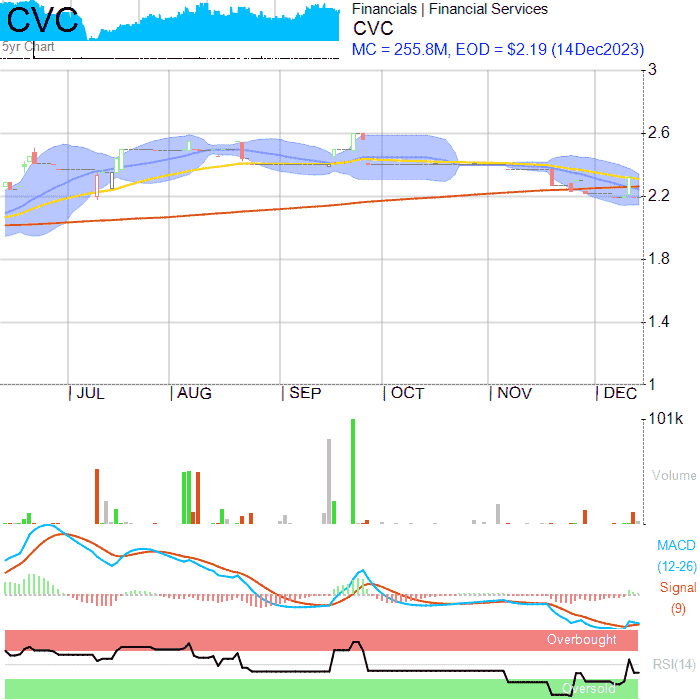 CVC
5yr Chart
Financials | Financial Services
CVC
MC = 255.8M, EOD = $2.19 (14Dec2023)
3
2.6
2.2
1.8
1.4
1
JUL AUG SEP OCT NOV DEC
101k
Volume
MACD
(12-26)
Signal
(9)
Overbought
RSI(14)
Oversold